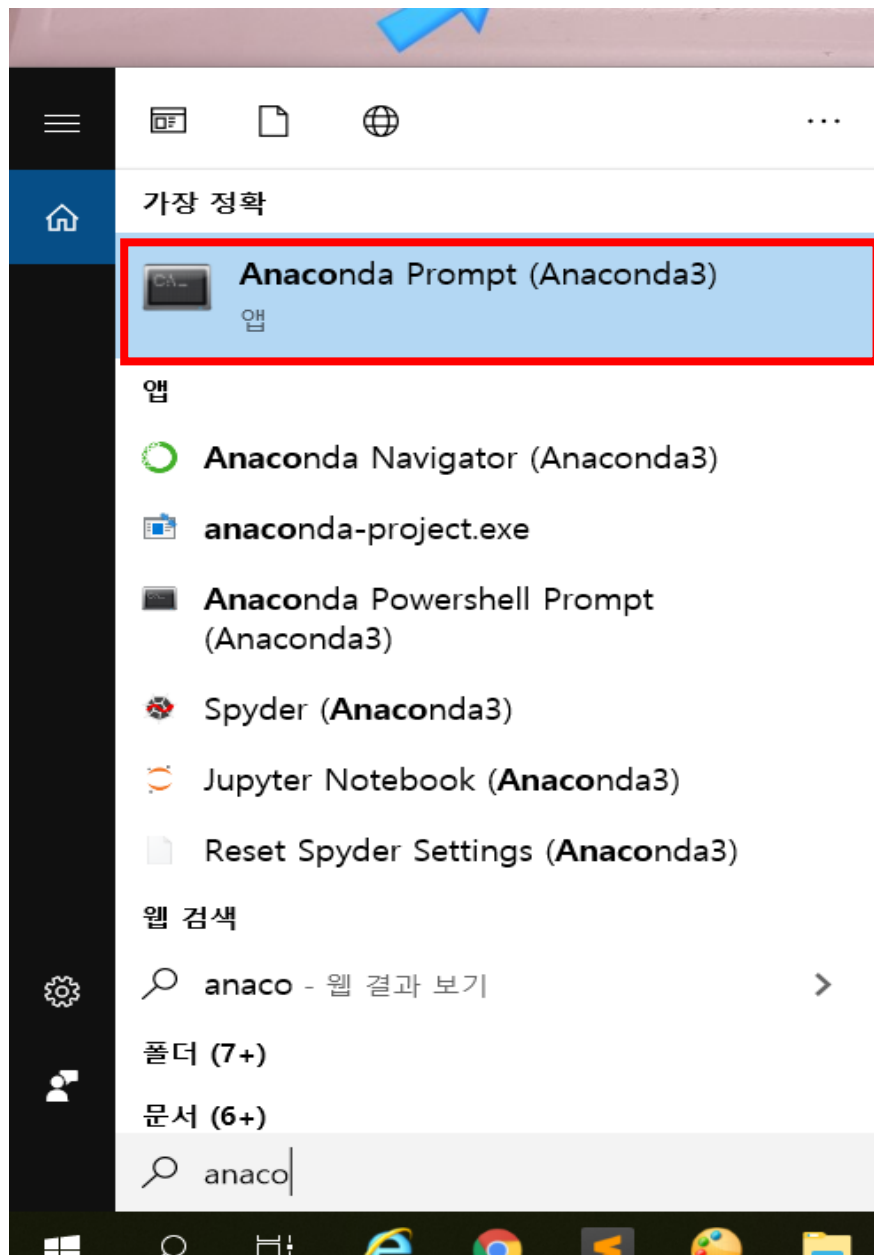 가장 정확
Anaconda Prompt (Anaconda3)
앱
앱
Anaconda Navigator (Anaconda3)
anaconda-project.exe
Anaconda Powershell Prompt
(Anaconda3)
Spyder (Anaconda3)
Jupyter Notebook (Anaconda3)
Reset Spyder Settings (Anaconda3)
웹 검색
anaco - 웹 결과 보기
폴더 (7+)
문서 (6+)
anaco